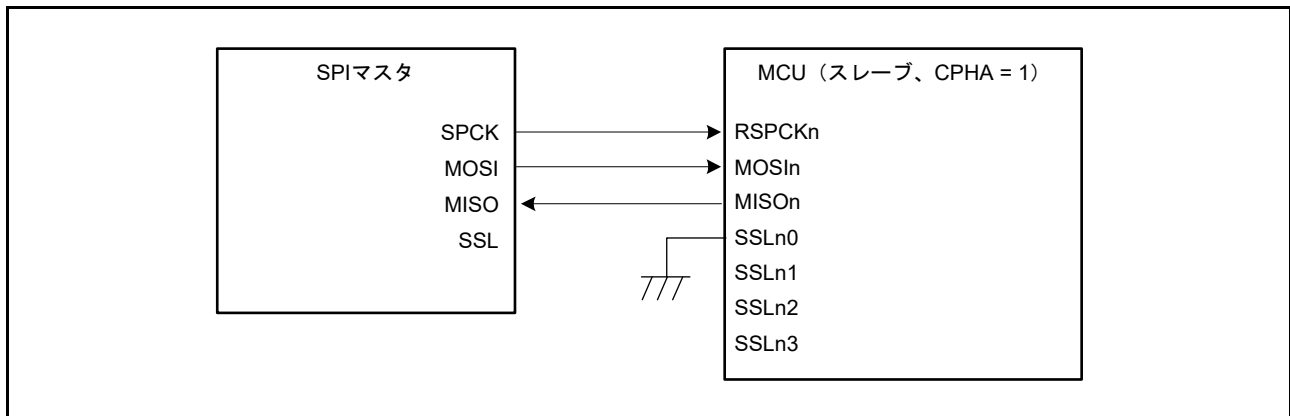 SPIマスタ
SPCK
MOSI
MISO
SSL
MCU（スレーブ、CPHA = 1）
RSPCKn
MOSIn
MISOn
SSLn0
SSLn1
SSLn2
SSLn3